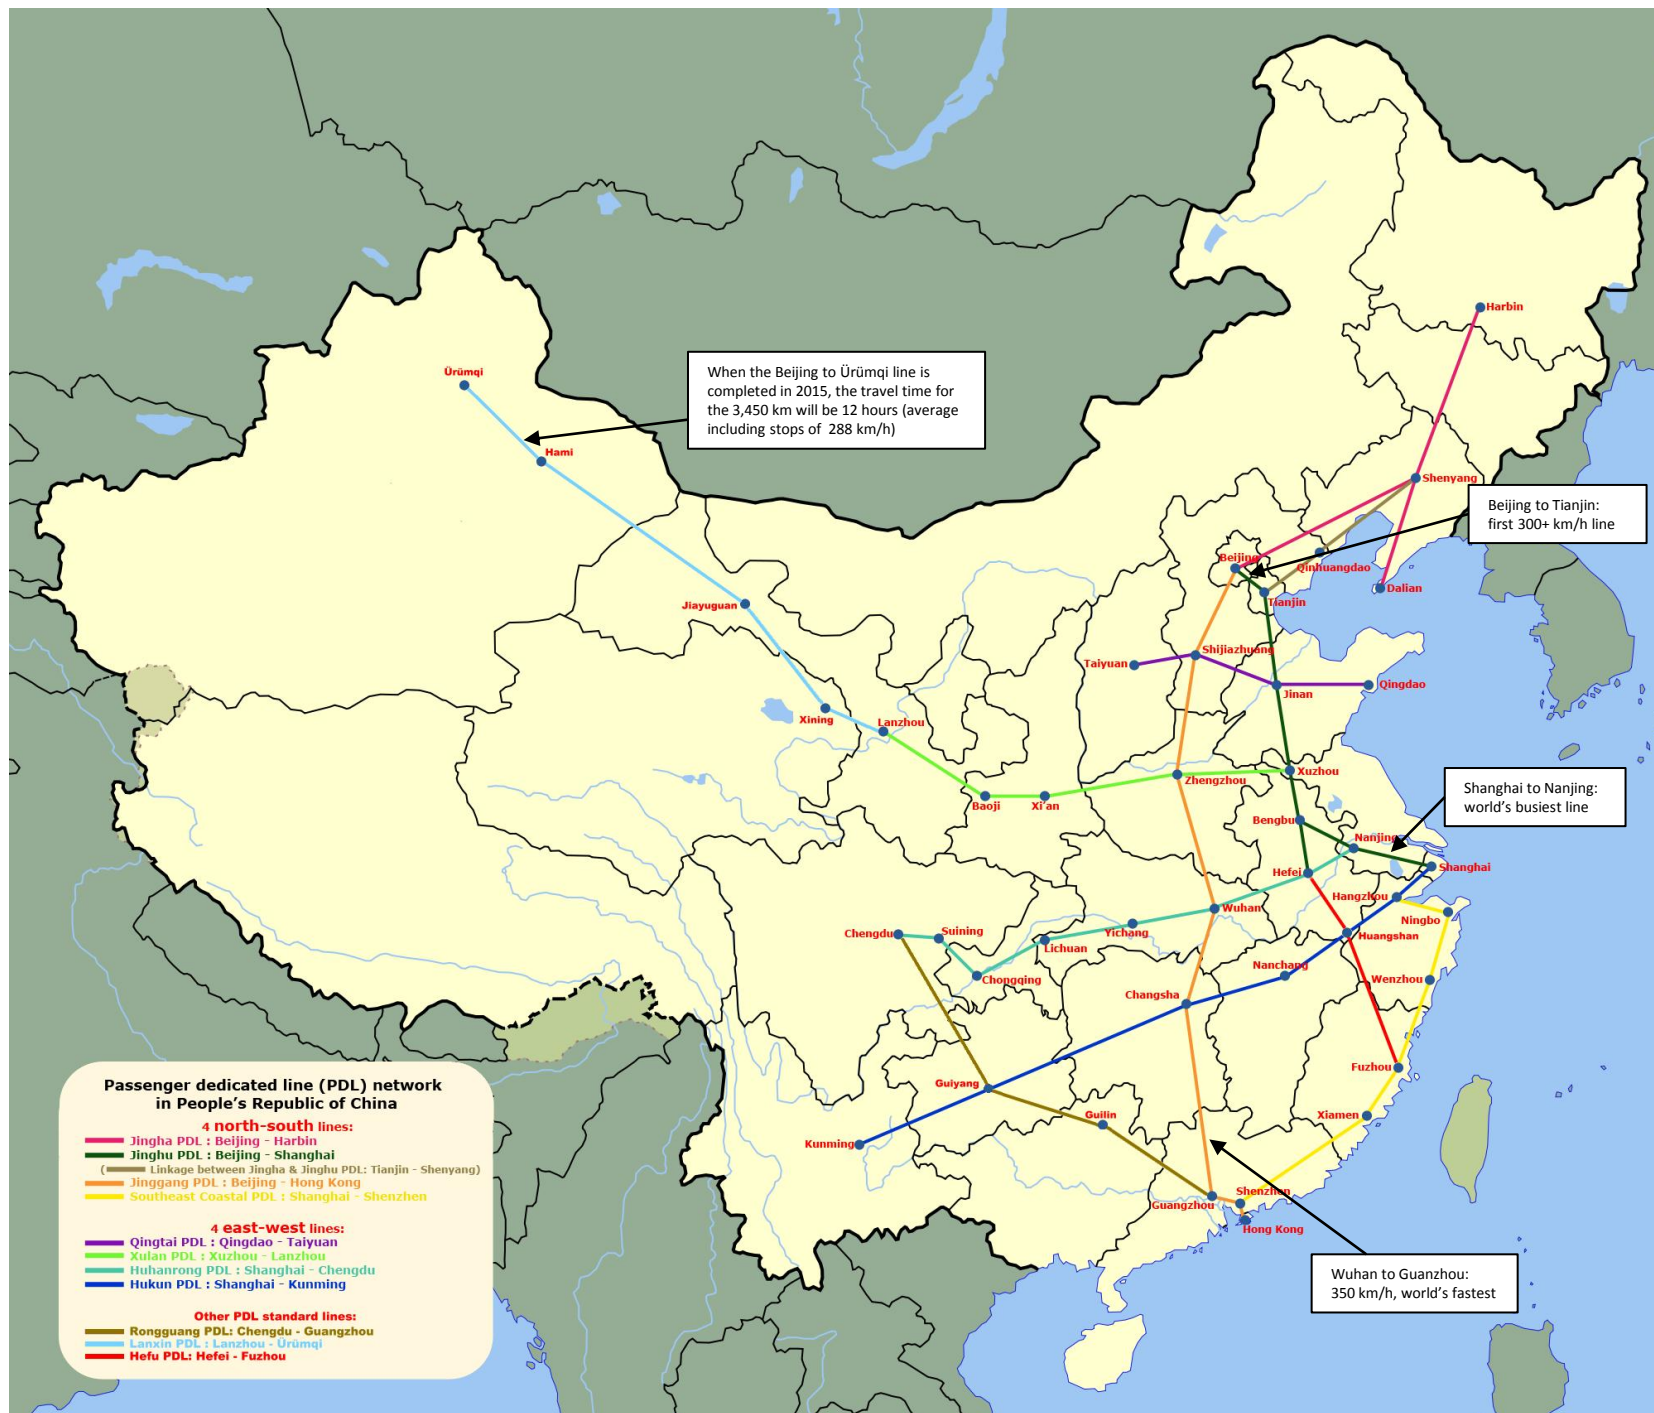 Harbin
Ürümqi
When the Beijing to Ürümqi line is
completed in 2015, the travel time for
the 3,450 km will be 12 hours (average
including stops of 288 km/h)
Hami
Shenyang
Beijing to Tianjin:
first 300+ km/h line
Beijing
Qinhuangdao
Dalian
Tianjin
Jiayuguan
Shijiazhuang
Taiyuan
Jinan
Qingdao
Xining
Lanzhou
Zhengzhou
Xuzhou
Baoji
Xi'an
Shanghai to Nanjing:
world's busiest line
Bengbu
Nanjing
Hefei
Shanghai
Hangzhou
Wuhan
Ningbo
Chengdu
Suining
Yichang
Lichuan
Huangshan
Nanchang
Chongqing
Wenzhou
Changsha
Fuzhou
Guiyang
Guilin
Xiamen
Kunming
Shenzhen
Guangzhou
Hong Kong
Wuhan to Guanzhou:
350 km/h, world's fastest
Passenger dedicated line (PDL) network
in People's Republic of China
4 north-south lines:
Jingha PDL : Beijing - Harbin
Jinghu PDL : Beijing - Shanghai
( Linkage between Jingha & Jinghu PDL: Tianjin - Shenyang)
Jinggang PDL : Beijing - Hong Kong
Southeast Coastal PDL : Shanghai - Shenzhen
4 east-west lines:
Qingtai PDL : Qingdao - Taiyuan
Xulan PDL : Xuzhou - Lanzhou
Huhanrong PDL : Shanghai - Chengdu
Hukun PDL : Shanghai - Kunming
Other PDL standard lines:
Rongguang PDL: Chengdu - Guangzhou
Lanxin PDL : Lanzhou - Ürümqi
Hefu PDL: Hefei - Fuzhou